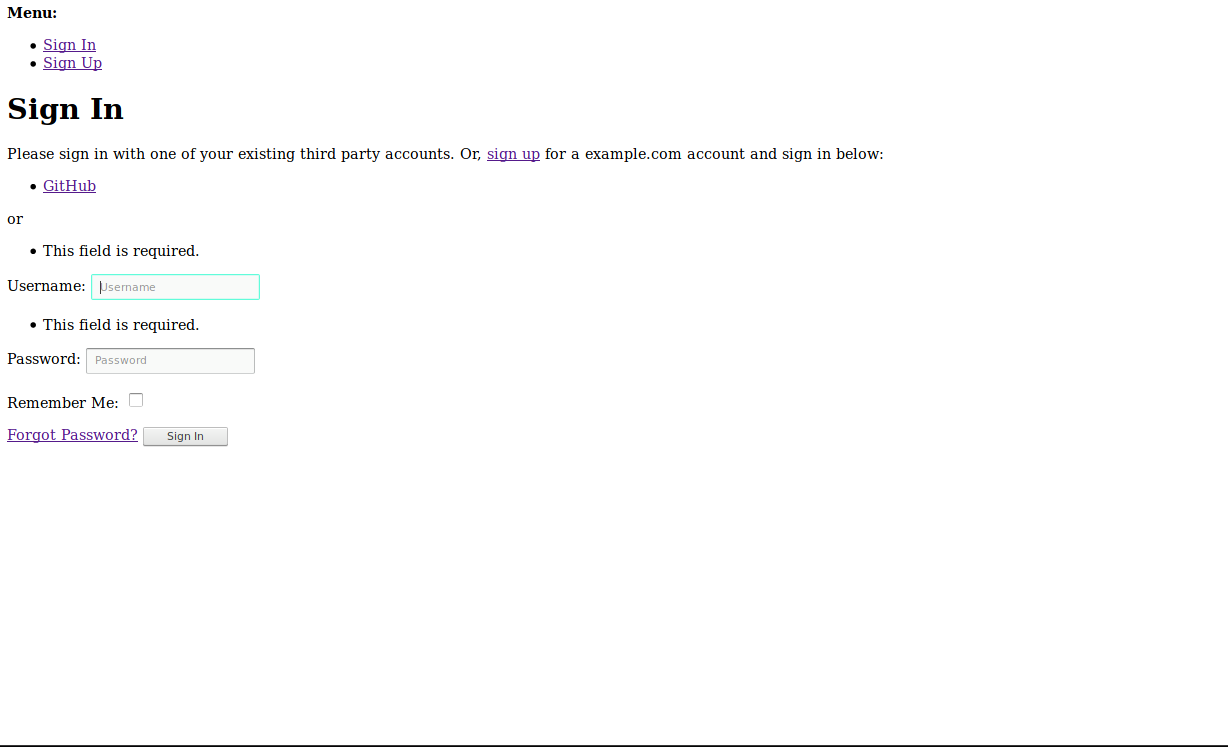 Menu:
Sign In
Sign Up
Sign In
Please sign in with one of your existing third party accounts. Or, sign up for a example.com account and sign in below:
GitHub
or
This field is required.
Username: Username
This field is required.
Password: Password
Remember Me:
Forgot Password? Sign In